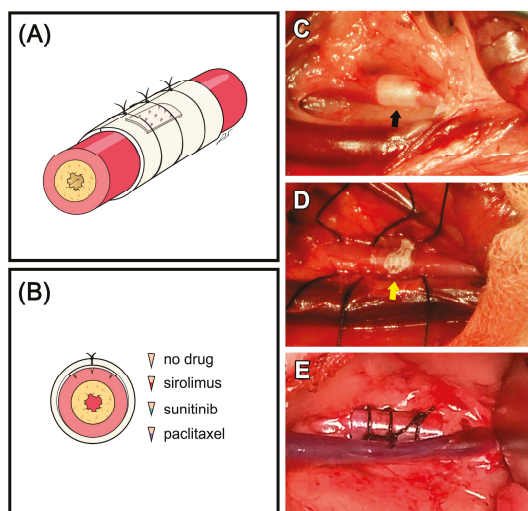 (A)
(B)
no drug
sirolimus
sunitinib
paclitaxel
C
D
E